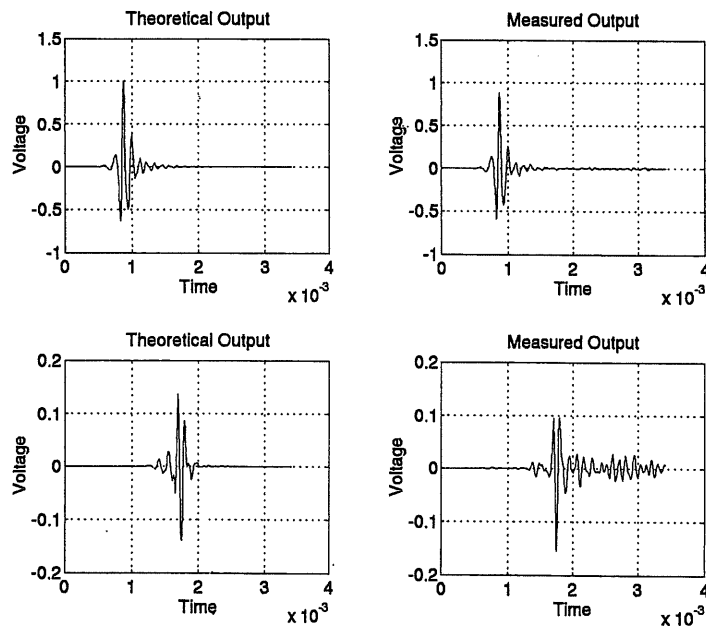 Theoretical Output
1.5
1
0.5
0
-0.5
-1
Voltage
0 1 2 3 4
Time
x 10-3
Measured Output
1.5
1
0.5
0
-0.5
-1
Voltage
0 1 2 3 4
Time
x 10-3
Theoretical Output
0.2
0.1
0
-0.1
-0.2
Voltage
0 1 2 3 4
Time
x 10-3
Measured Output
0.2
0.1
0
-0.1
-0.2
Voltage
0 1 2 3 4
Time
x 10-3